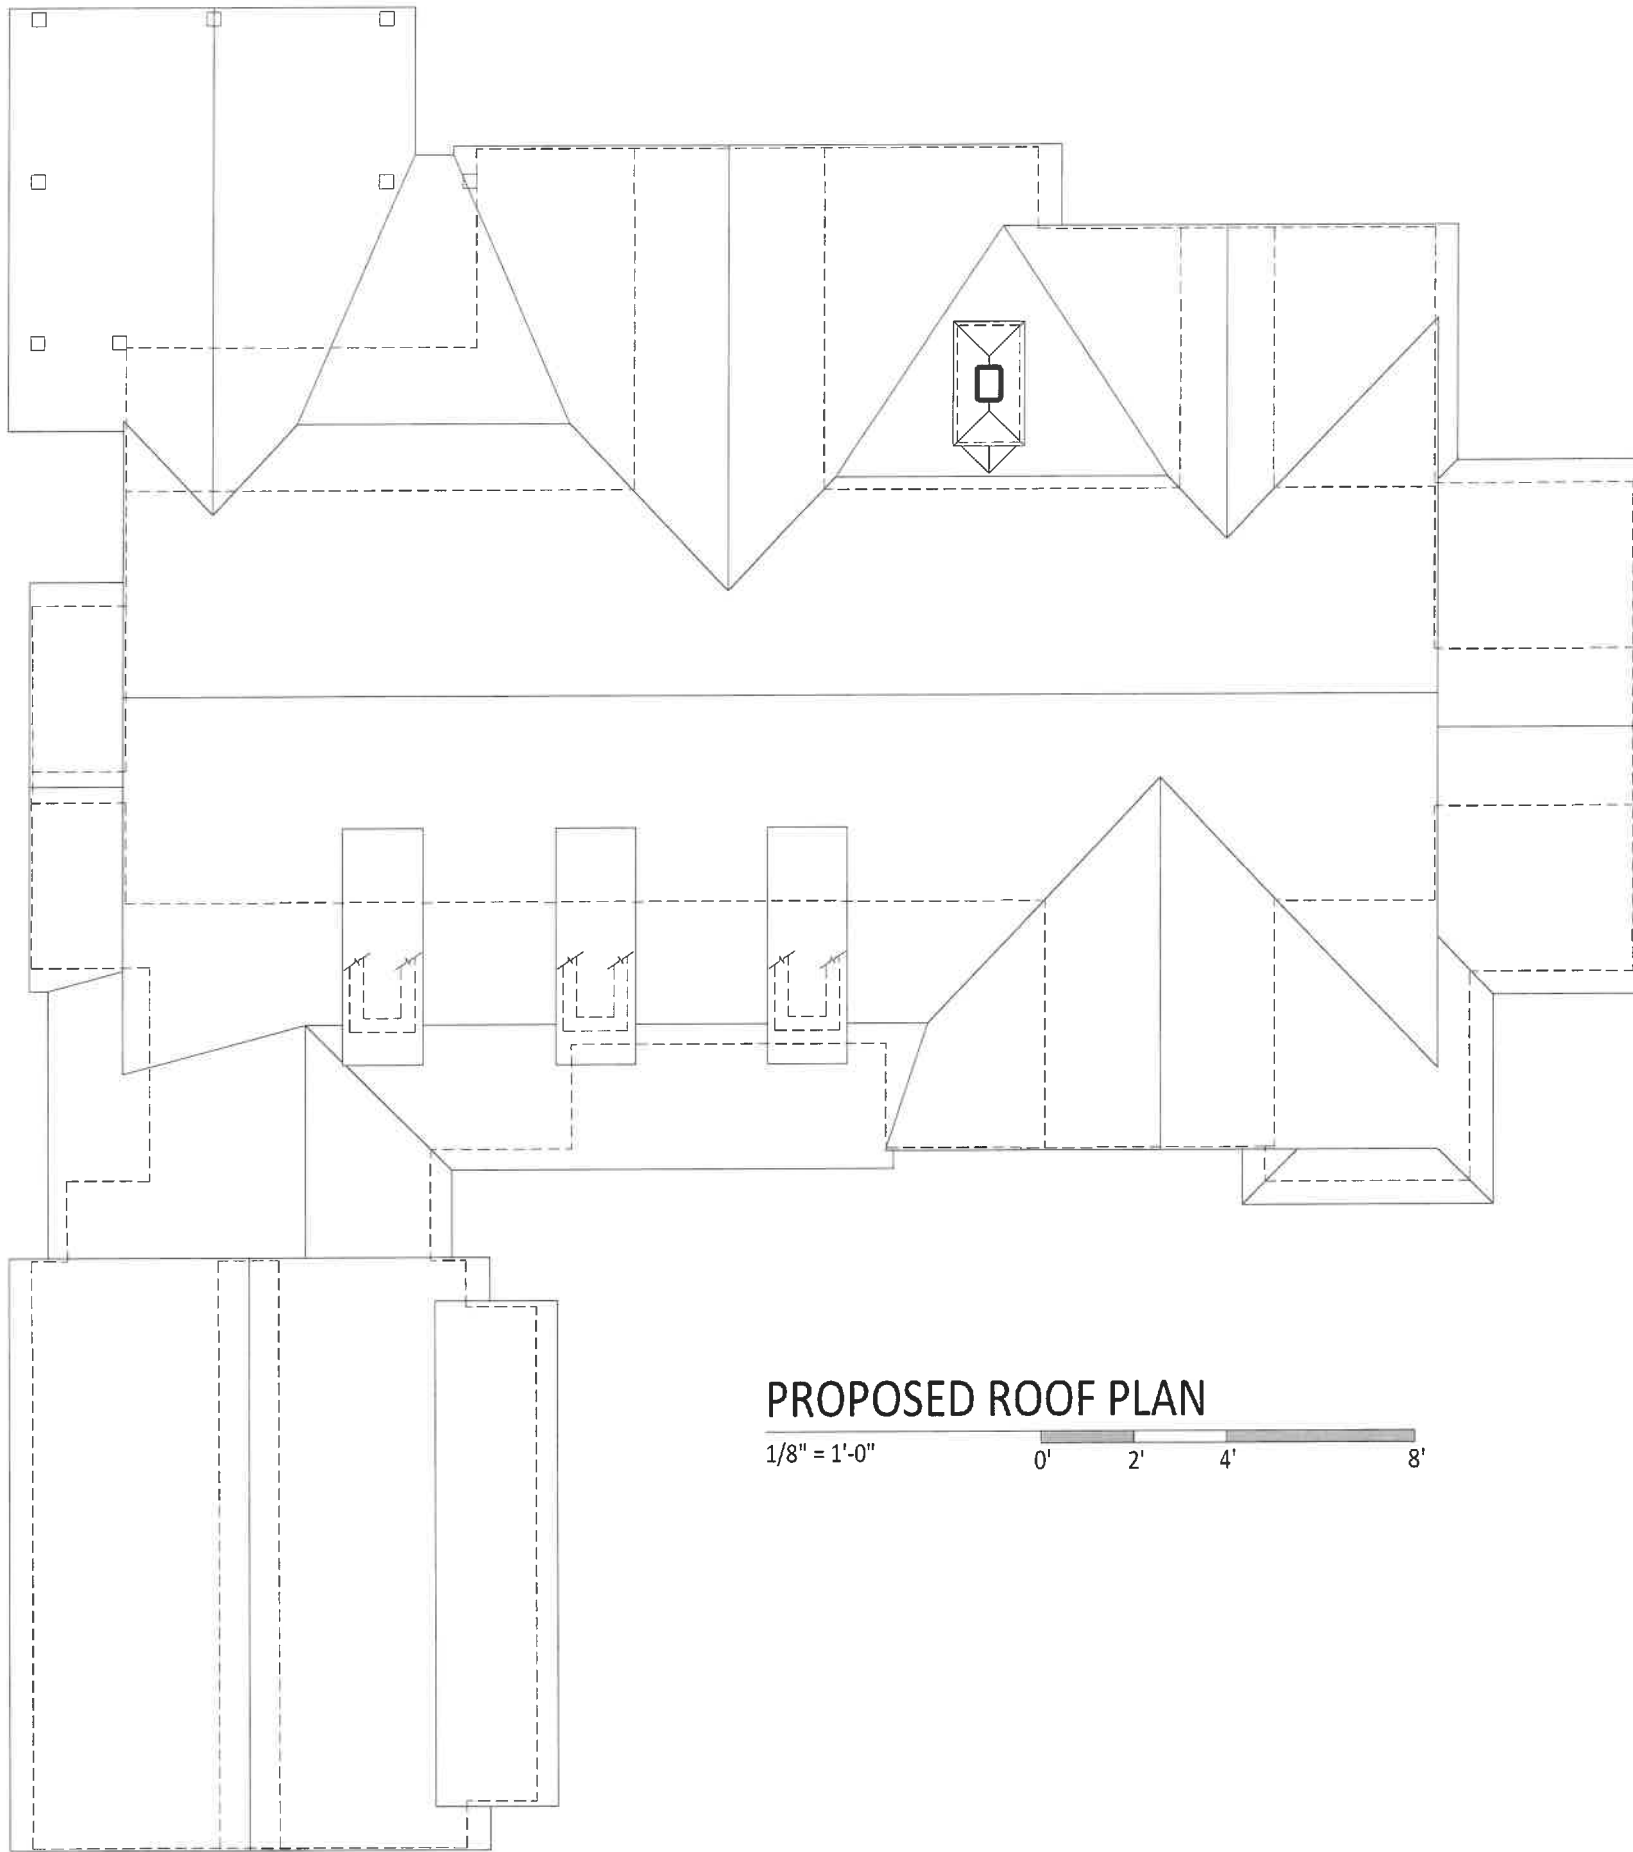 PROPOSED ROOF PLAN
1/8" = 1'-0"
0' 2' 4' 8'